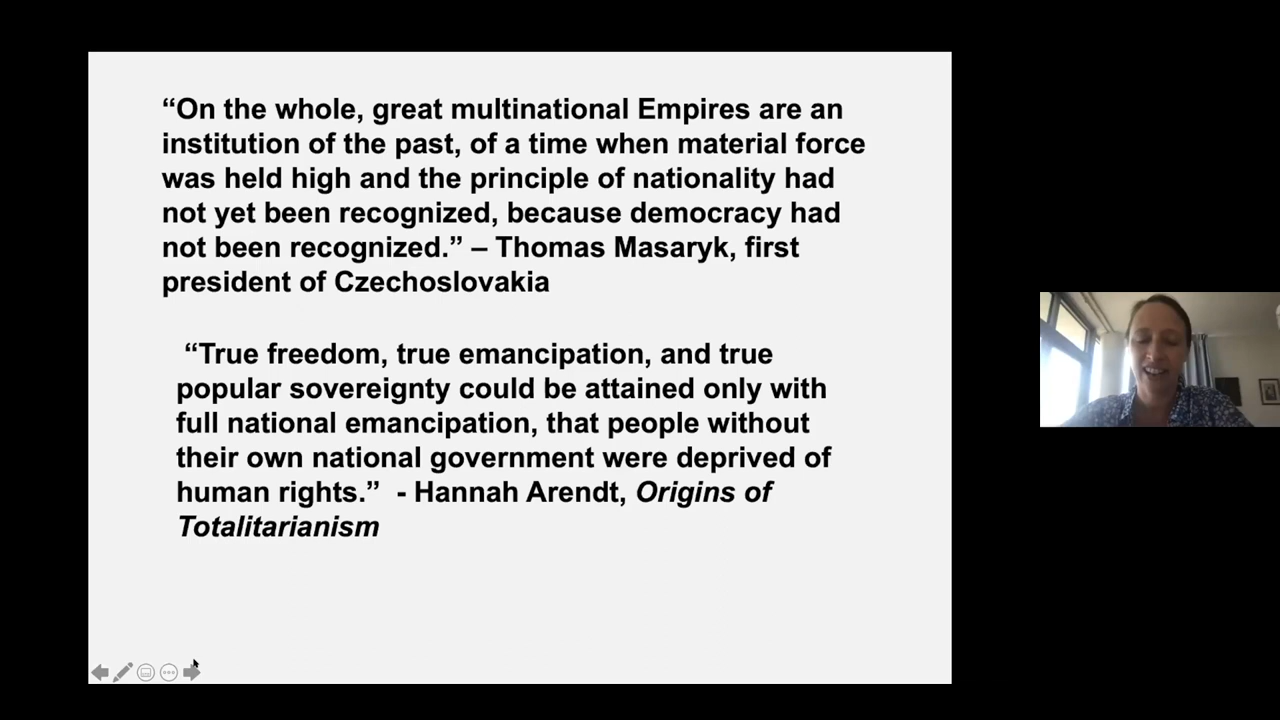 “On the whole, great multinational Empires are an
institution of the past, of a time when material force
was held high and the principle of nationality had
not yet been recognized, because democracy had
not been recognized.” – Thomas Masaryk, first
president of Czechoslovakia
“True freedom, true emancipation, and true
popular sovereignty could be attained only with
full national emancipation, that people without
their own national government were deprived of
human rights.” - Hannah Arendt, Origins of
Totalitarianism